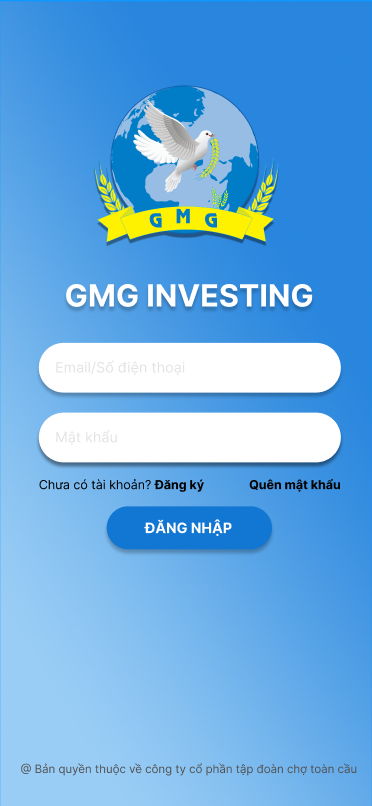 GMG
GMG INVESTING
Email/Số điện thoại
Mật khẩu
Chưa có tài khoản? Đăng ký Quên mật khẩu
ĐĂNG NHẬP
@ Bản quyền thuộc về công ty cổ phần tập đoàn chợ toàn cầu